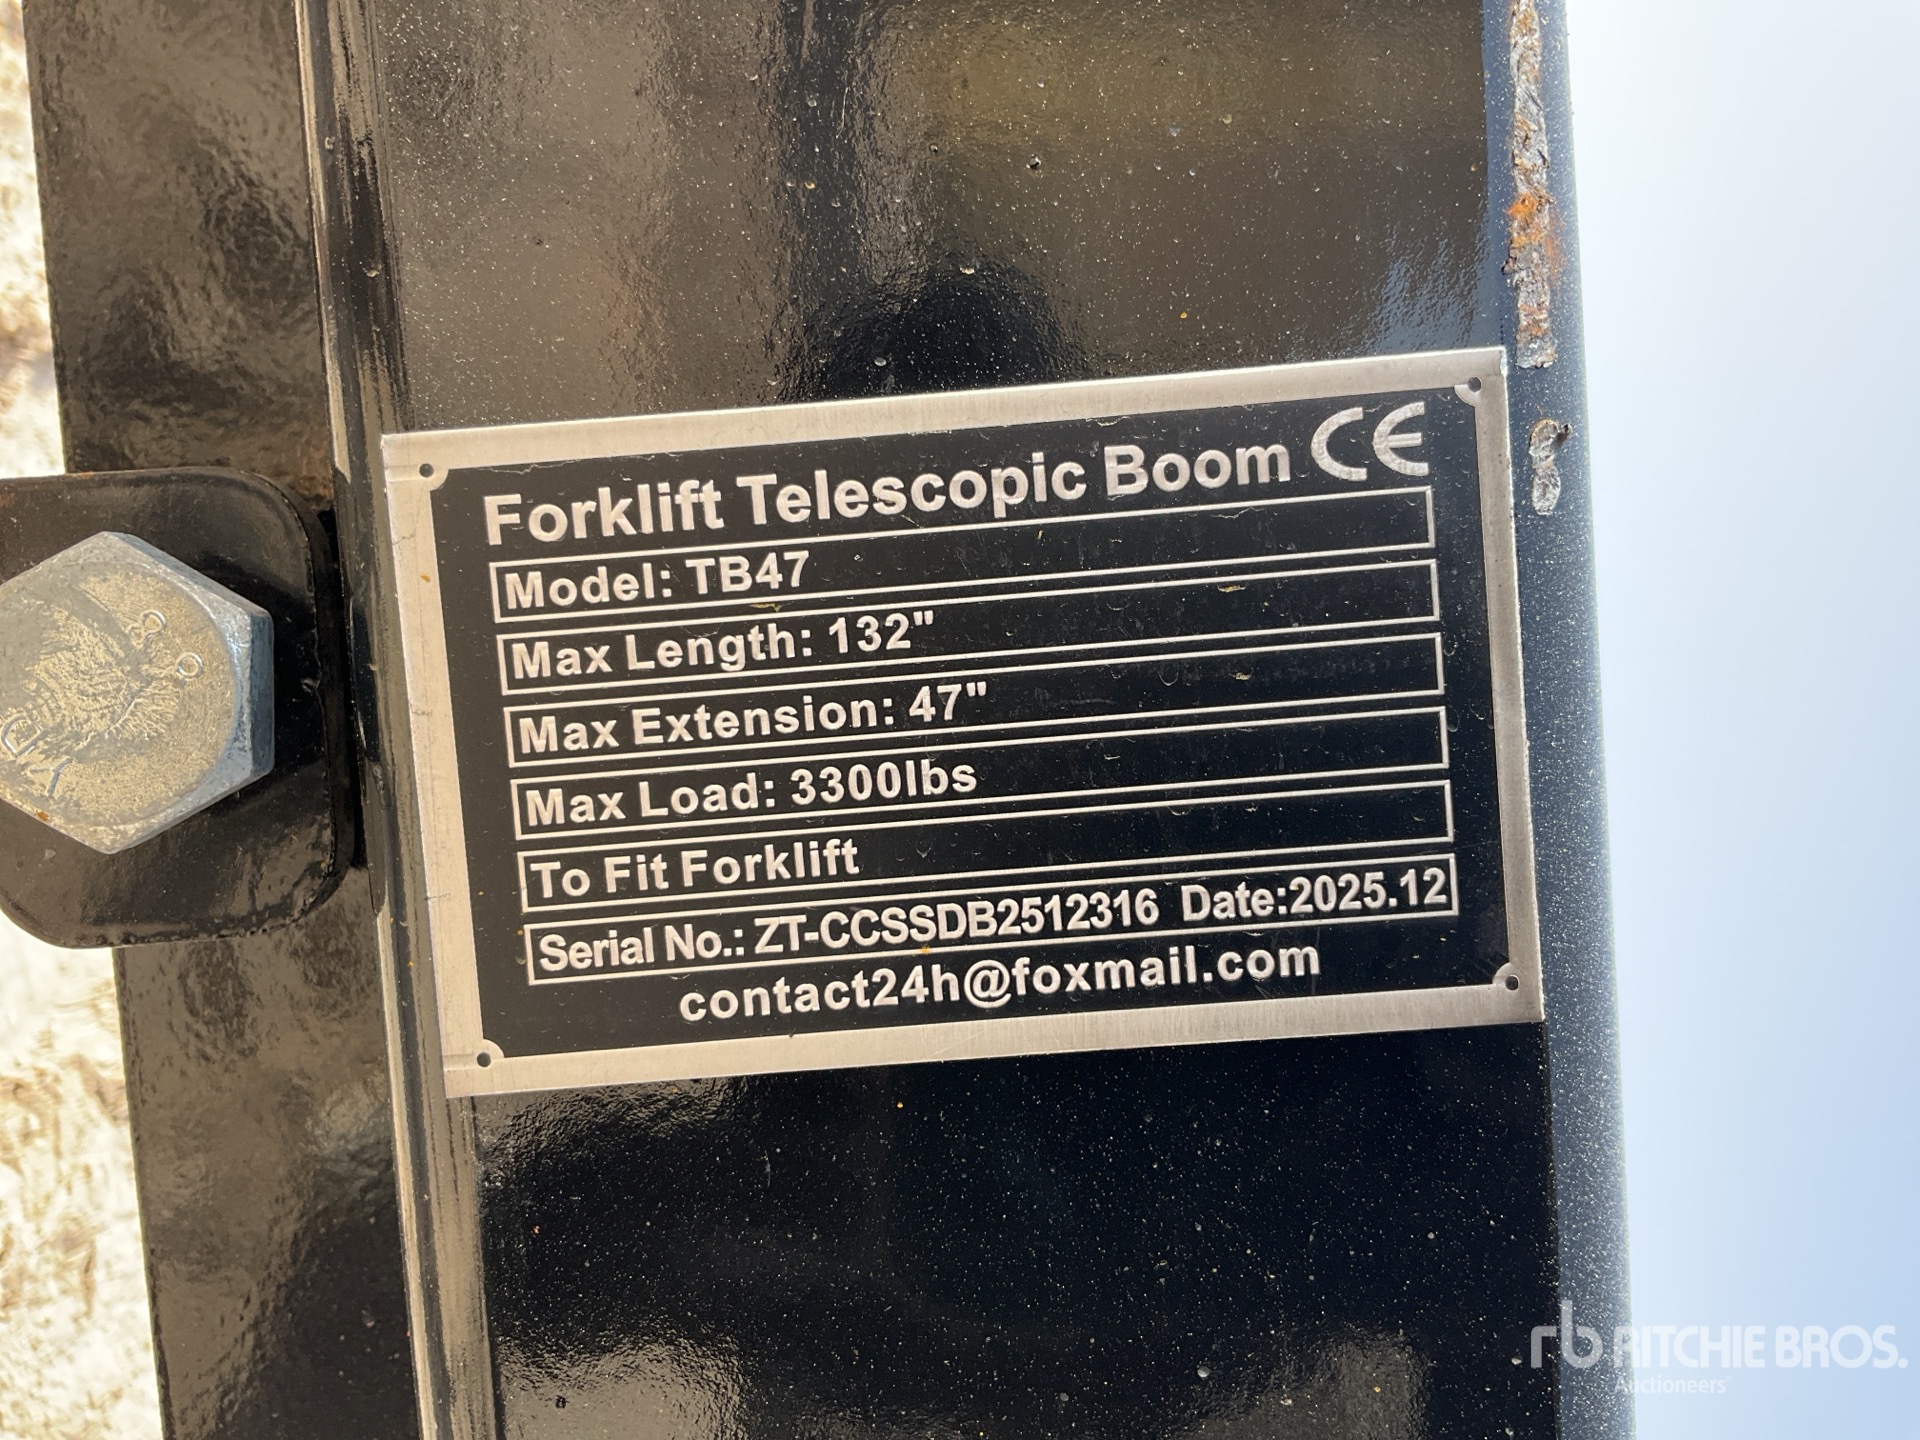 Forklift Telescopic Boom CE
Model: TB47
Max Length: 132"
Max Extension: 47"
Max Load: 3300lbs
To Fit Forklift
Serial No.: ZT-CCSSDB2512316 Date:2025.12
contact24h@foxmail.com
rb RITCHIE BROS.
Auctioneers